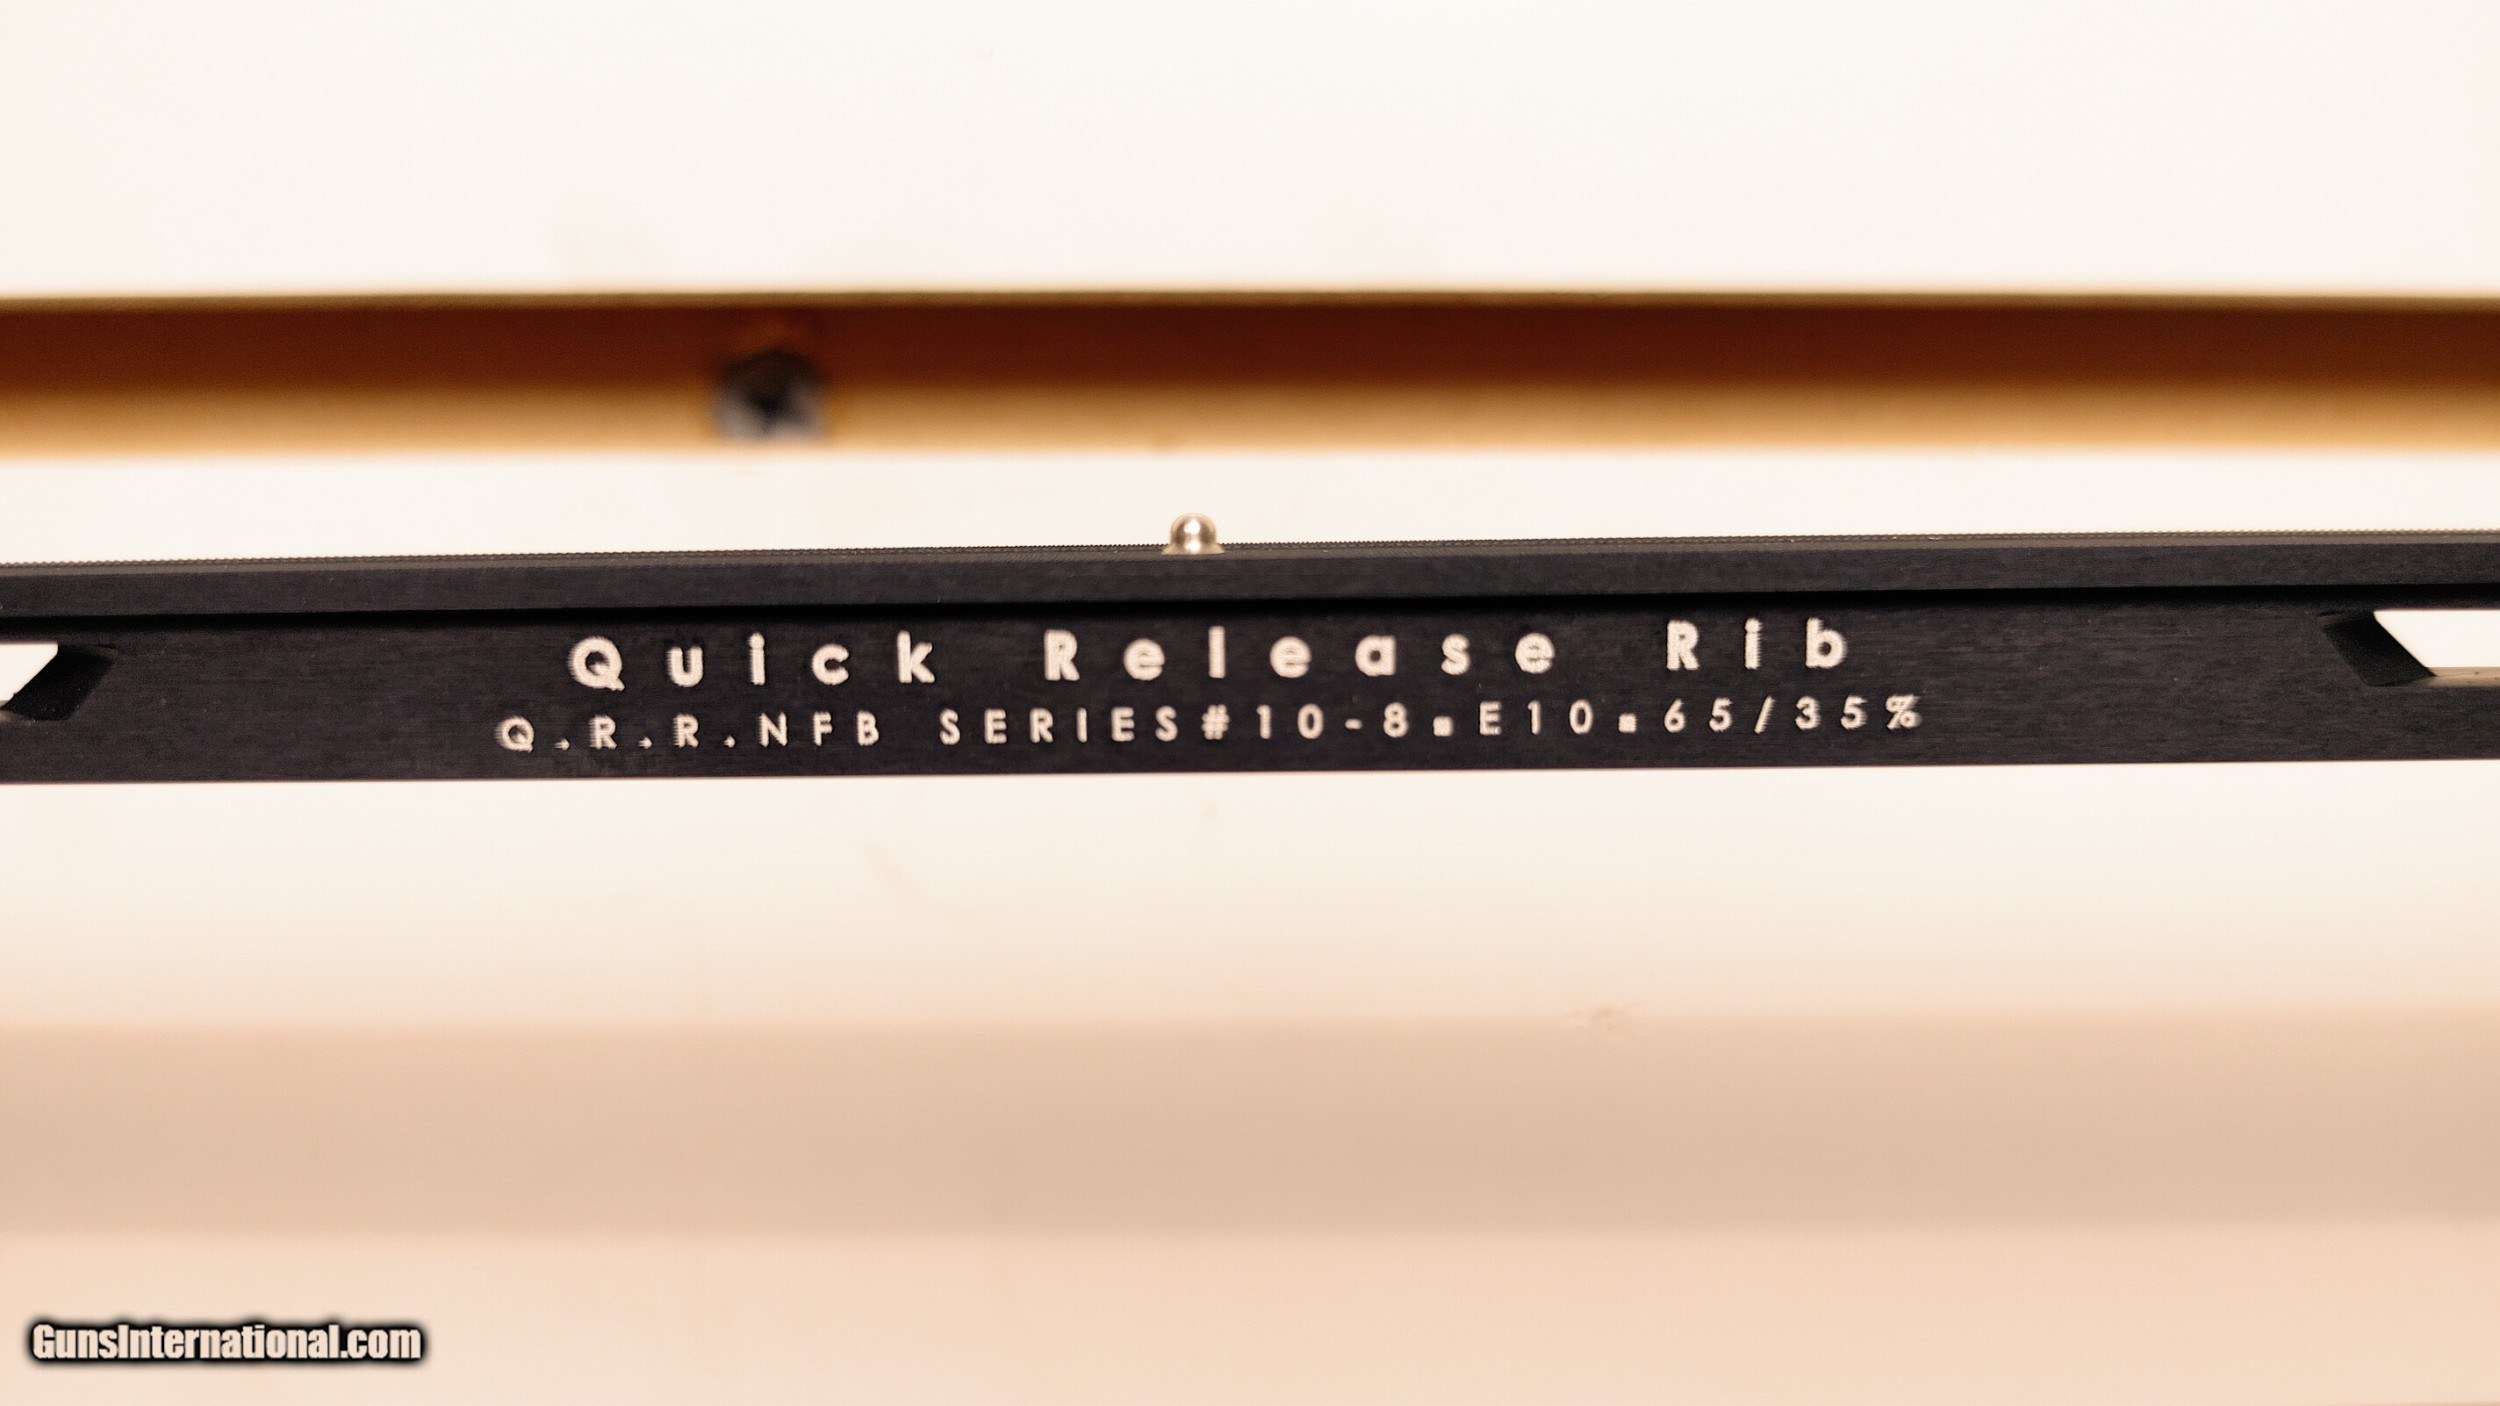 Quick Release Rib
Q.R.R.NFB SERIES#10-8.E10.65/35%
GunsInternational.com